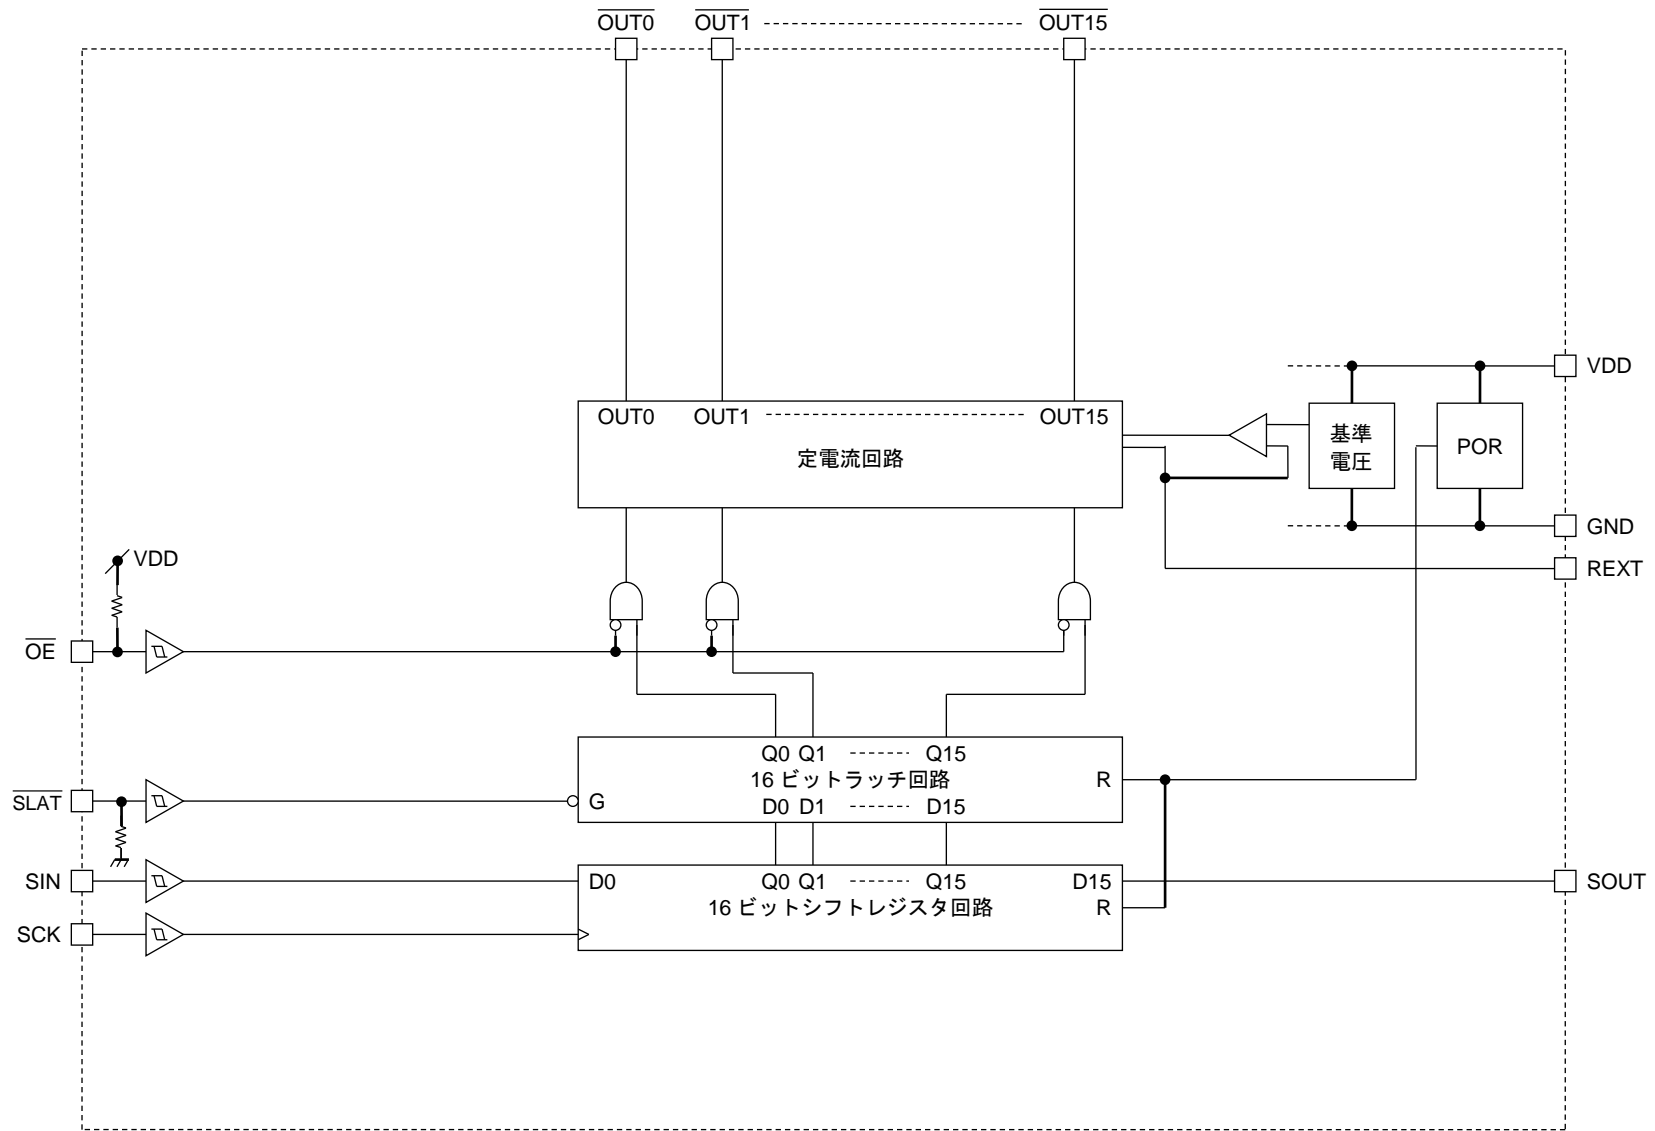 OUT0 OUT1 OUT15
OUT0 OUT1 OUT15
定電流回路
基準
電圧
POR
VDD
GND
REXT
VDD
OE
Q0 Q1 Q15
16 ビットラッチ回路
R
SLAT
G
D0 D1 D15
SIN
D0
Q0 Q1 Q15
D15
SOUT
16 ビットシフトレジスタ回路
R
SCK